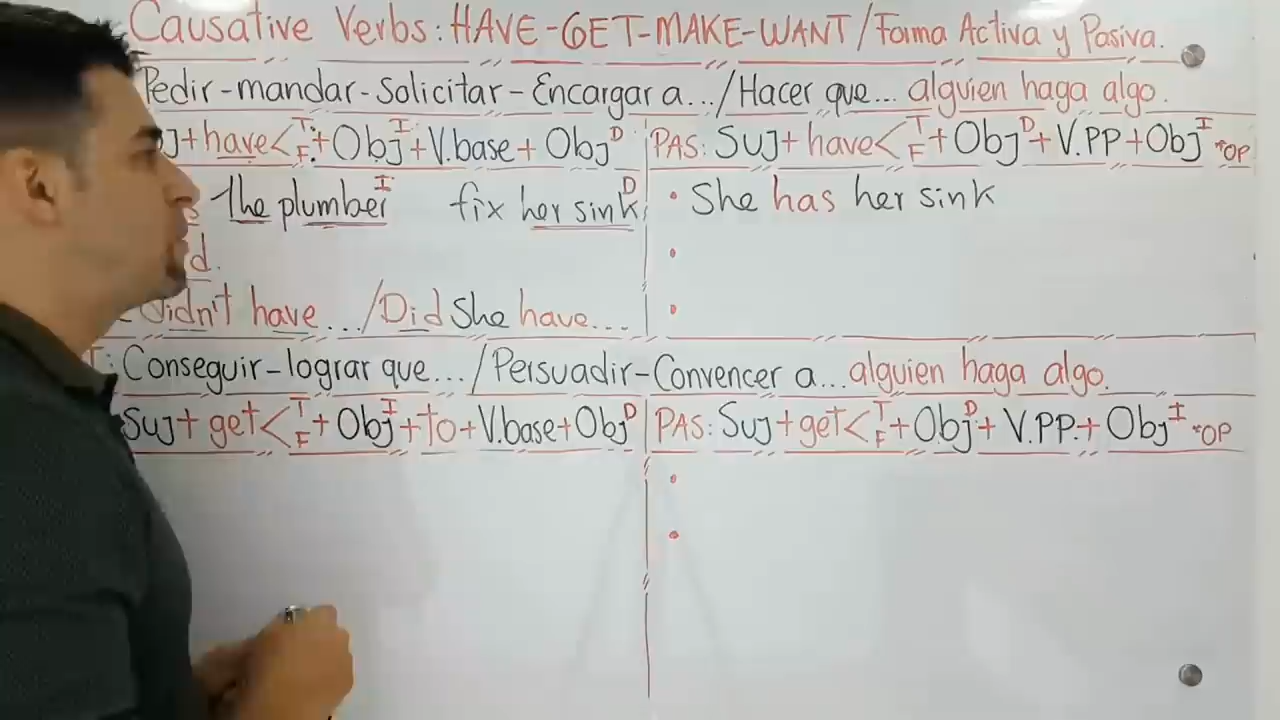 Causative Verbs: HAVE-GET-MAKE-WANT/Forma Activa y Pasiva.
Pedir-mandar-Solicitar-Encargar a.../Hacer que... alguien haga algo.
+have< T F + Obj I + V.base + Obj D
PAS: Suj + have< T F + Obj D + V.PP + Obj I *OP
The plumber I fix her sink D
• She has her sink
d.
Didn't have.../Did She have...
: Conseguir-lograr que.../Persuadir-Convencer a...alguien haga algo.
Suj + get< T F + Obj I + to + V.base + Obj D
PAS: Suj + get< T F + Obj D + V.PP. + Obj I *OP